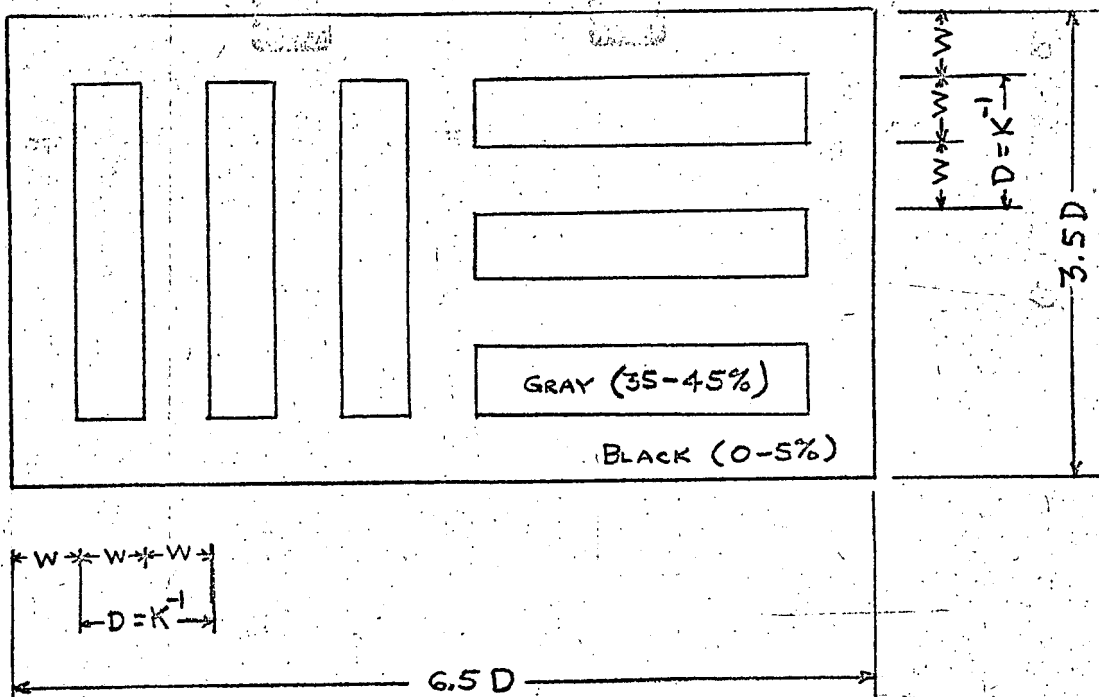 W
W
W
D = K⁻¹
3.5 D
GRAY (35-45%)
BLACK (0-5%)
W W W
D = K⁻¹
6.5 D